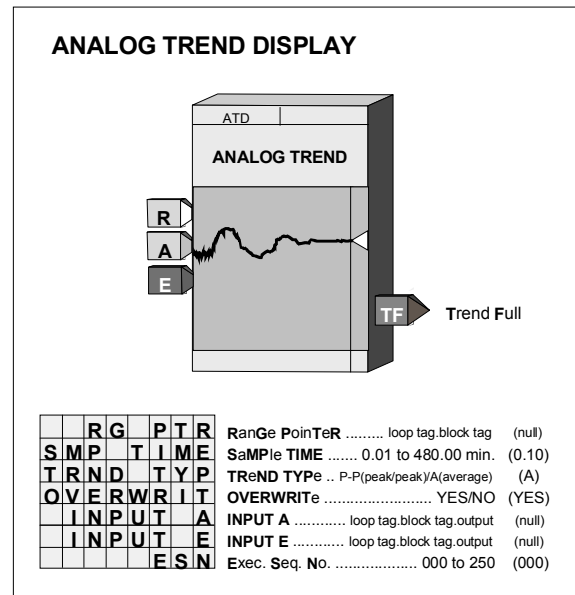 ANALOG TREND DISPLAY
ATD
ANALOG TREND
R
A
E
TF
Trend Full
RG PTR RanGe PoinTeR ......... loop tag.block tag (null)
SMP TIME SaMPle TIME ....... 0.01 to 480.00 min. (0.10)
TRND TYP TReND TYPe .. P-P(peak/peak)/A(average) (A)
OVERWRIT OVERWRITe ........................ YES/NO (YES)
INPUT A INPUT A ........... loop tag.block tag.output (null)
INPUT E INPUT E ............ loop tag.block tag.output (null)
ESN Exec. Seq. No. ................... 000 to 250 (000)